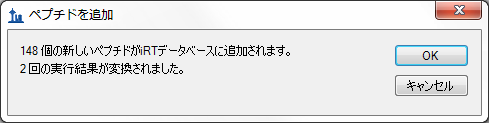 ペプチドを追加
148 個の新しいペプチドがiRTデータベースに追加されます。
2 回の実行結果が変換されました。
OK
キャンセル